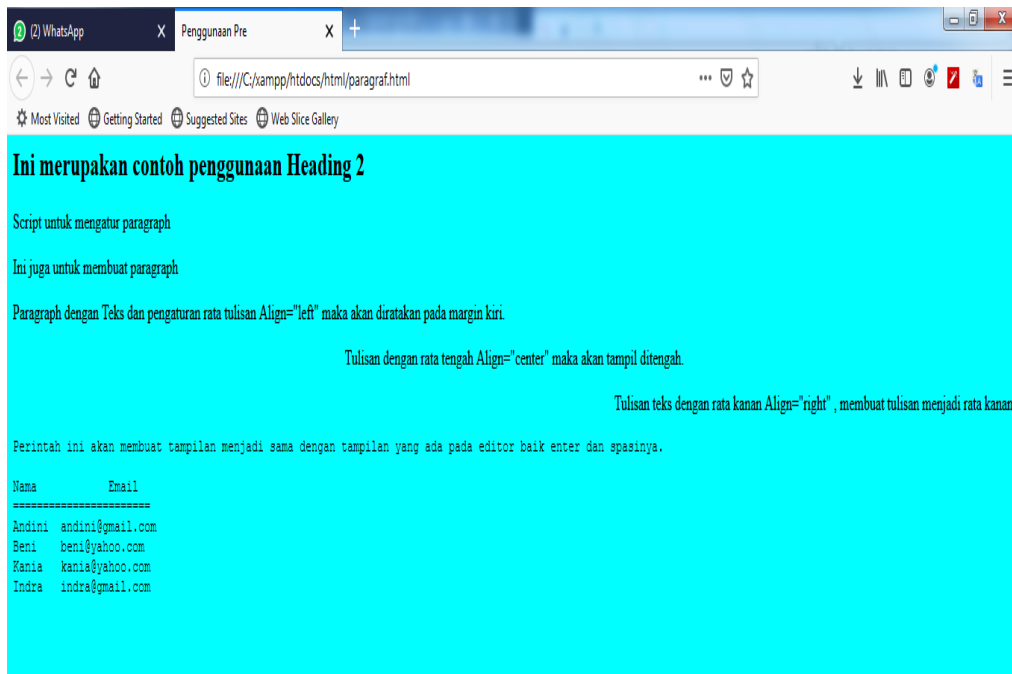 (2) WhatsApp X Penggunaan Pre X +
file:///C:/xampp/htdocs/html/paragraf.html
Most Visited Getting Started Suggested Sites Web Slice Gallery
Ini merupakan contoh penggunaan Heading 2
Script untuk mengatur paragraph
Ini juga untuk membuat paragraph
Paragraph dengan Teks dan pengaturan rata tulisan Align="left" maka akan diratakan pada margin kiri.
Tulisan dengan rata tengah Align="center" maka akan tampil ditengah.
Tulisan teks dengan rata kanan Align="right" , membuat tulisan menjadi rata kanan
Perintah ini akan membuat tampilan menjadi sama dengan tampilan yang ada pada editor baik enter dan spasinya.
Nama Email
=======================
Andini andini@gmail.com
Beni beni@yahoo.com
Kania kania@yahoo.com
Indra indra@gmail.com